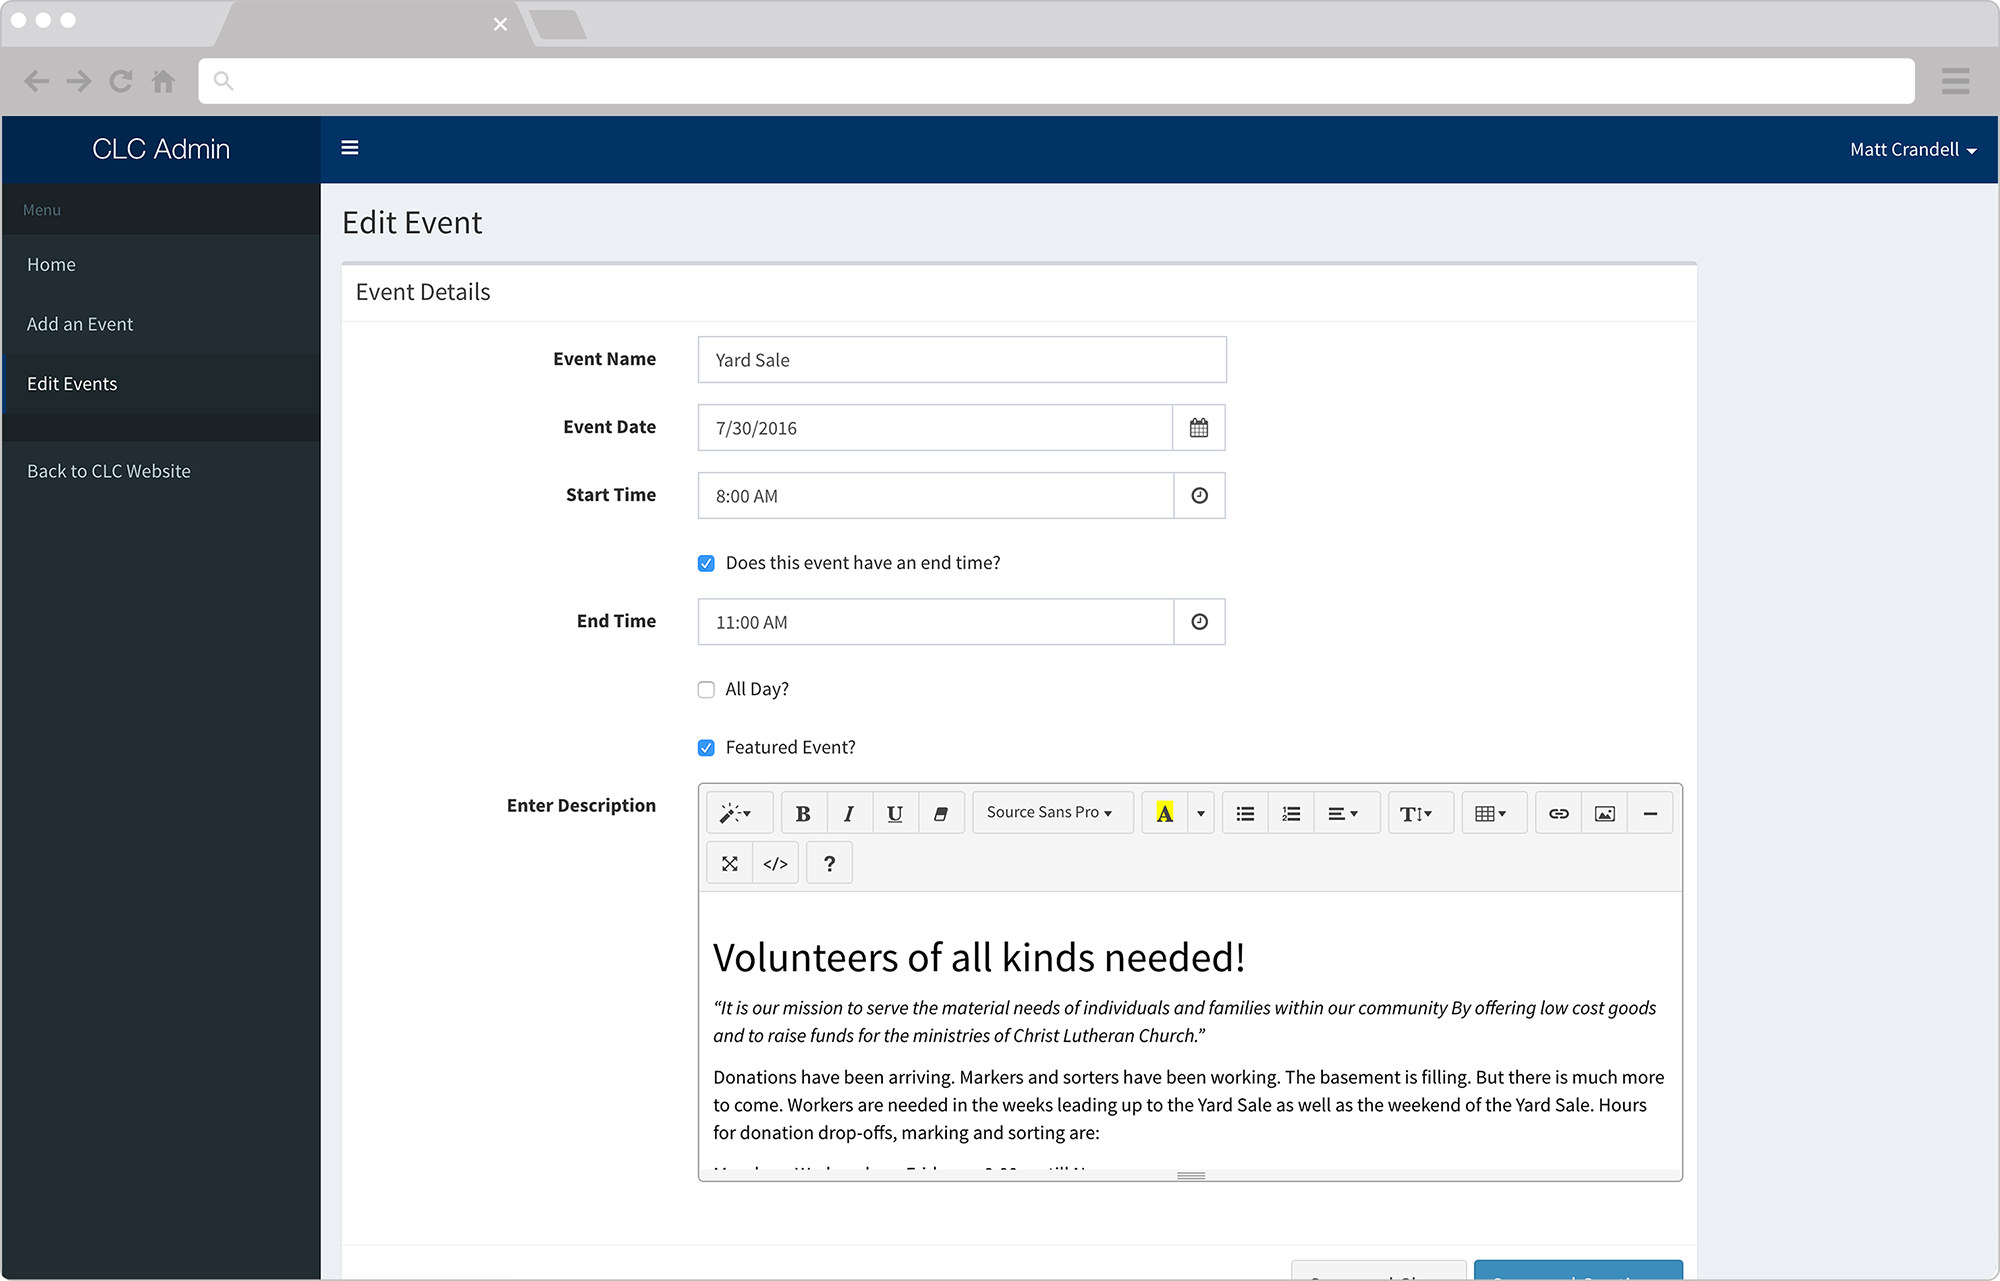 CLC Admin
Matt Crandell
Menu
Home
Add an Event
Edit Events
Back to CLC Website
Edit Event
Event Details
Event Name
Yard Sale
Event Date
7/30/2016
Start Time
8:00 AM
Does this event have an end time?
End Time
11:00 AM
All Day?
Featured Event?
Enter Description
B I U Source Sans Pro A T
</> ?
Volunteers of all kinds needed!
“It is our mission to serve the material needs of individuals and families within our community By offering low cost goods
and to raise funds for the ministries of Christ Lutheran Church.”
Donations have been arriving. Markers and sorters have been working. The basement is filling. But there is much more
to come. Workers are needed in the weeks leading up to the Yard Sale as well as the weekend of the Yard Sale. Hours
for donation drop-offs, marking and sorting are: